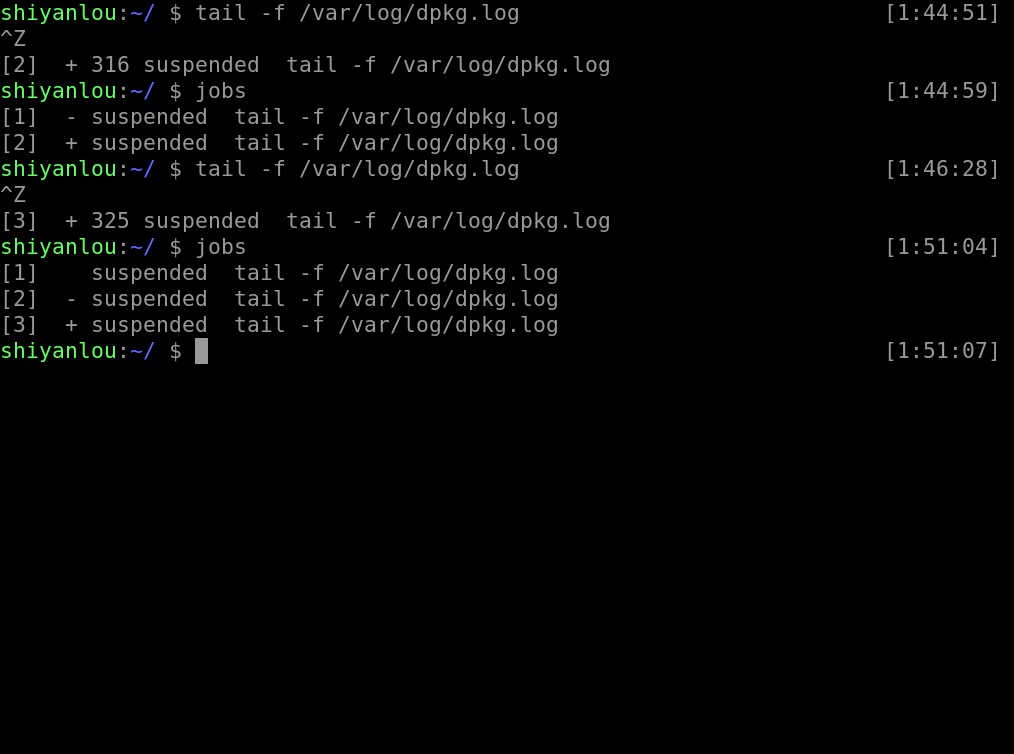 shiyanlou:~/ $ tail -f /var/log/dpkg.log [1:44:51]
^Z
[2]  + 316 suspended  tail -f /var/log/dpkg.log
shiyanlou:~/ $ jobs [1:44:59]
[1]  - suspended  tail -f /var/log/dpkg.log
[2]  + suspended  tail -f /var/log/dpkg.log
shiyanlou:~/ $ tail -f /var/log/dpkg.log [1:46:28]
^Z
[3]  + 325 suspended  tail -f /var/log/dpkg.log
shiyanlou:~/ $ jobs [1:51:04]
[1]    suspended  tail -f /var/log/dpkg.log
[2]  - suspended  tail -f /var/log/dpkg.log
[3]  + suspended  tail -f /var/log/dpkg.log
shiyanlou:~/ $ [1:51:07]